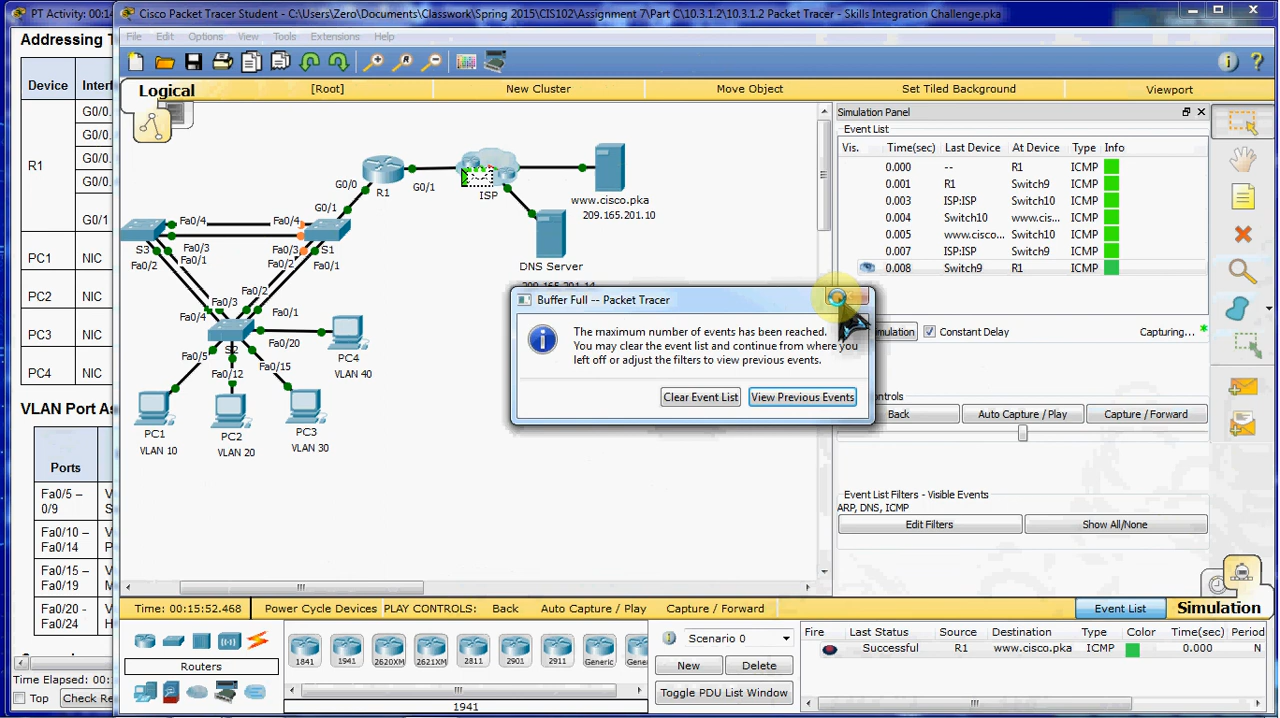 PT Activity: 00:14
Cisco Packet Tracer Student - C:\Users\Zero\Documents\Classwork\Spring 2015\CIS102\Assignment 7\Part C\10.3.1.2\10.3.1.2 Packet Tracer - Skills Integration Challenge.pka
File Edit Options View Tools Extensions Help
Logical [Root] New Cluster Move Object Set Tiled Background Viewport
Addressing T
Device Interf
R1
G0/0.
G0/0.
G0/0.
G0/0.
G0/1
PC1 NIC
PC2 NIC
PC3 NIC
PC4 NIC
VLAN Port As
Ports
Fa0/5 – 0/9
Fa0/10 – Fa0/14
Fa0/15 – Fa0/19
Fa0/20 - Fa0/24
Time Elapsed: 00:
Top Check Re
G0/0
R1
G0/1
ISP
www.cisco.pka
209.165.201.10
DNS Server
209.165.201.14
G0/1
Fa0/4 Fa0/4
S3 S1
Fa0/3 Fa0/3
Fa0/2 Fa0/1 Fa0/2 Fa0/1
Fa0/3 Fa0/2
Fa0/4 Fa0/1
S2 Fa0/20
Fa0/5 Fa0/15
Fa0/12
PC4
VLAN 40
PC1
VLAN 10
PC2
VLAN 20
PC3
VLAN 30
Simulation Panel
Event List
Vis. Time(sec) Last Device At Device Type Info
0.000 -- R1 ICMP
0.001 R1 Switch9 ICMP
0.003 ISP:ISP Switch10 ICMP
0.004 Switch10 www.cis... ICMP
0.005 www.cisco... Switch10 ICMP
0.007 ISP:ISP Switch9 ICMP
0.008 Switch9 R1 ICMP
Simulation Constant Delay Capturing... *
Buffer Full -- Packet Tracer
The maximum number of events has been reached.
You may clear the event list and continue from where you
left off or adjust the filters to view previous events.
Clear Event List View Previous Events
Back Auto Capture / Play Capture / Forward
Event List Filters - Visible Events
ARP, DNS, ICMP
Edit Filters Show All/None
Time: 00:15:52.468 Power Cycle Devices PLAY CONTROLS: Back Auto Capture / Play Capture / Forward Event List Simulation
Routers
1841 1941 2620XM 2621XM 2811 2901 2911 Generic Gene
1941
Scenario 0
New Delete
Toggle PDU List Window
Fire Last Status Source Destination Type Color Time(sec) Period
Successful R1 www.cisco.pka ICMP 0.000 N